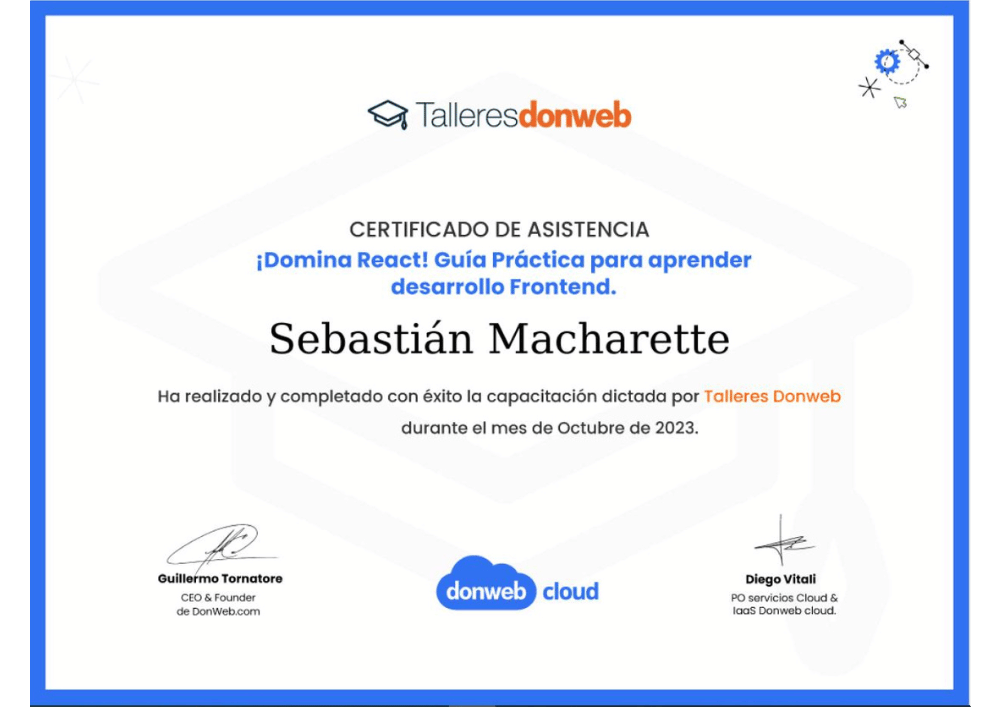 Talleresdonweb
CERTIFICADO DE ASISTENCIA
¡Domina React! Guía Práctica para aprender
desarrollo Frontend.
Sebastián Macharette
Ha realizado y completado con éxito la capacitación dictada por Talleres Donweb
durante el mes de Octubre de 2023.
Guillermo Tornatore
CEO & Founder
de DonWeb.com
donweb cloud
Diego Vitali
PO servicios Cloud &
IaaS Donweb cloud.